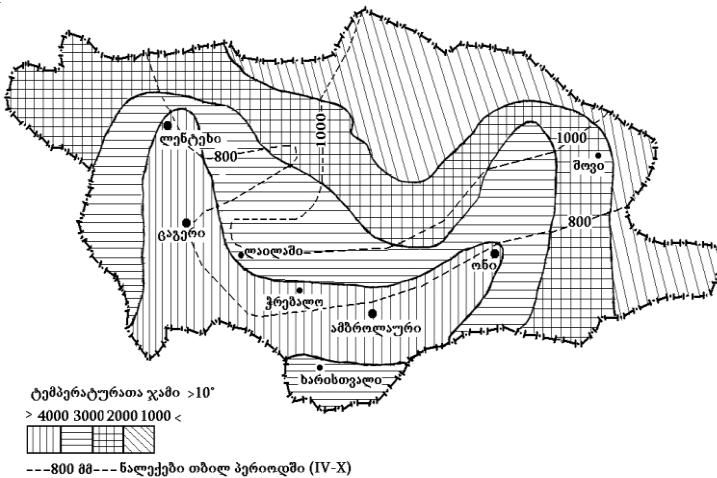 1000
ლენტეხი
800
1000
შოვი
ცაგერი
800
ლაილაში
ონი
ჭრებალო
ამბროლაური
ხარისთვალი
ტემპერატურათა ჯამი >10°
> 4000 3000 2000 1000 <
---800 მმ--- ნალექები თბილ პერიოდში (IV-X)